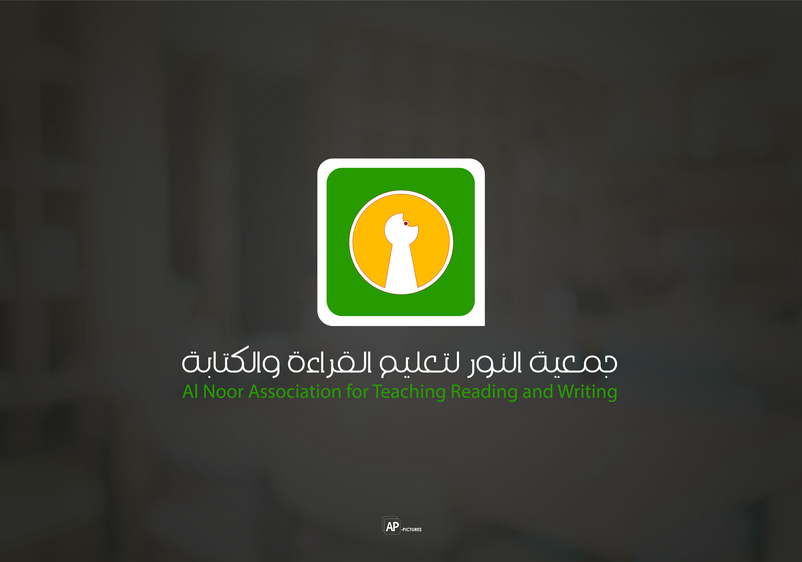 جمعية النور لتعليم القراءة والكتابة
Al Noor Association for Teaching Reading and Writing
AP-PICTURES